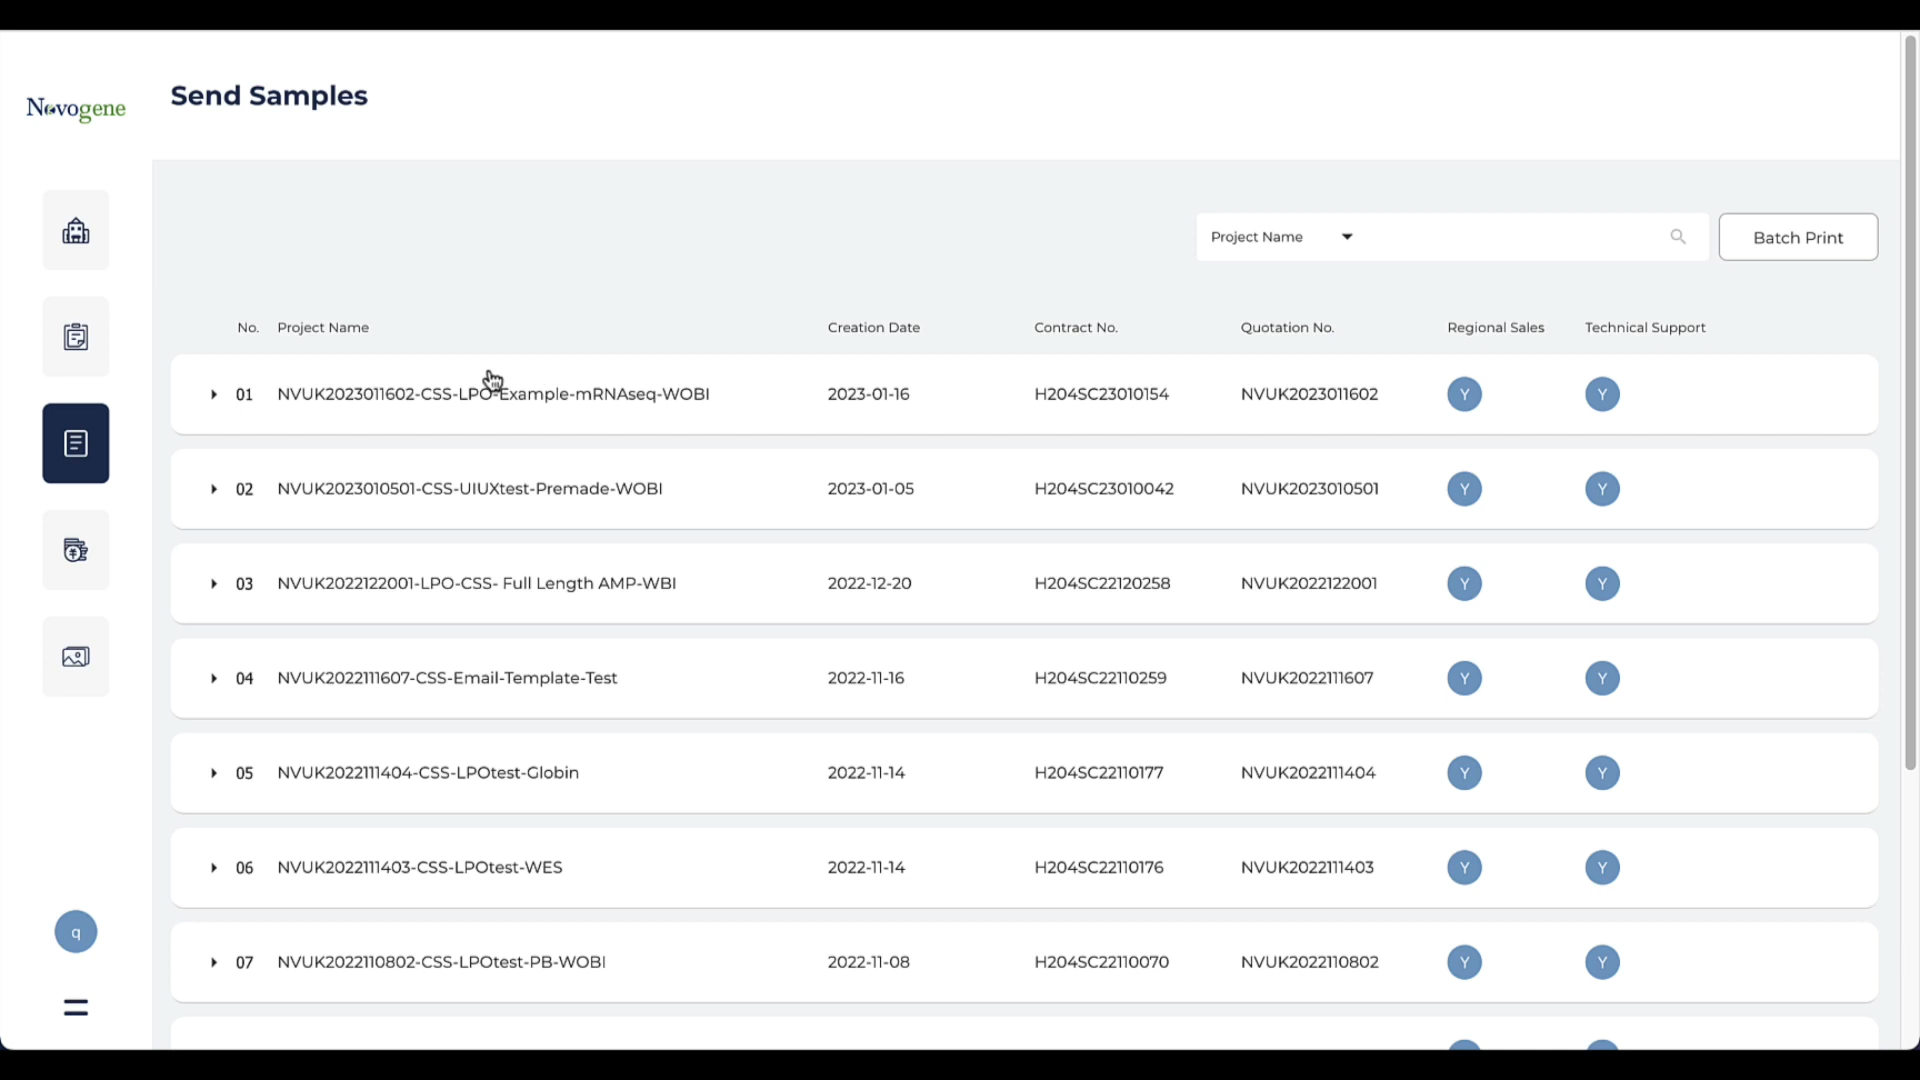 Novogene
Send Samples
Project Name
Batch Print
No. Project Name Creation Date Contract No. Quotation No. Regional Sales Technical Support
01 NVUK2023011602-CSS-LPO-Example-mRNAseq-WOBI 2023-01-16 H204SC23010154 NVUK2023011602 Y Y
02 NVUK2023010501-CSS-UIUXtest-Premade-WOBI 2023-01-05 H204SC23010042 NVUK2023010501 Y Y
03 NVUK2022122001-LPO-CSS- Full Length AMP-WBI 2022-12-20 H204SC22120258 NVUK2022122001 Y Y
04 NVUK2022111607-CSS-Email-Template-Test 2022-11-16 H204SC22110259 NVUK2022111607 Y Y
05 NVUK2022111404-CSS-LPOtest-Globin 2022-11-14 H204SC22110177 NVUK2022111404 Y Y
06 NVUK2022111403-CSS-LPOtest-WES 2022-11-14 H204SC22110176 NVUK2022111403 Y Y
q
07 NVUK2022110802-CSS-LPOtest-PB-WOBI 2022-11-08 H204SC22110070 NVUK2022110802 Y Y